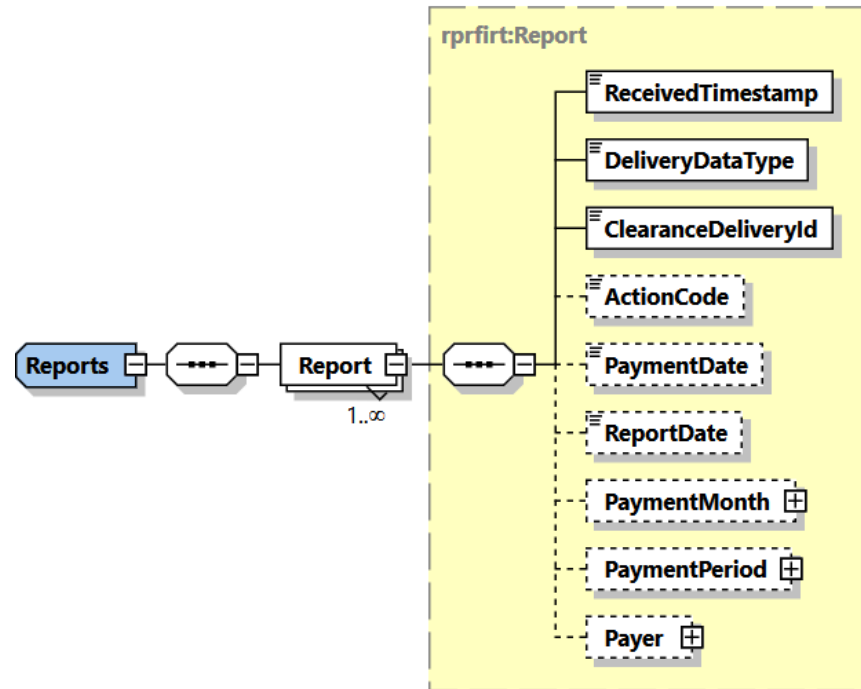 rprfirt:Report
ReceivedTimestamp
DeliveryDataType
ClearanceDeliveryId
ActionCode
Reports
Report
PaymentDate
1..∞
ReportDate
PaymentMonth
PaymentPeriod
Payer